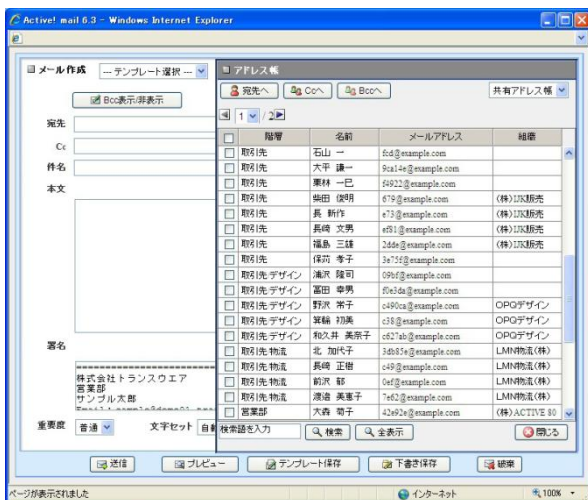 Active! mail 6.3 - Windows Internet Explorer
メール作成 --- テンプレート選択 ---
アドレス帳
Bcc表示/非表示
宛先へ Ccへ Bccへ 共有アドレス帳
1 / 2
宛先
Cc
件名
本文
階層 名前 メールアドレス 組織
取引先 石山 一 fcd@example.com
取引先 大平 謙一 9ca14e@example.com
取引先 栗林 一巳 f4922@example.com
取引先 柴田 俊明 679@example.com (株)IJK販売
取引先 長 新作 e73@example.com (株)IJK販売
取引先 長崎 文男 ef81@example.com (株)IJK販売
取引先 福島 三雄 2dde@example.com (株)IJK販売
取引先 保苅 孝子 3e75f@example.com
取引先デザイン 浦沢 隆司 09bf@example.com
取引先デザイン 冨田 幸男 f0e3da@example.com
取引先デザイン 野沢 常子 c490ca@example.com OPQデザイン
取引先デザイン 箕輪 初美 c38@example.com OPQデザイン
取引先デザイン 和久井 美奈子 c627ab@example.com OPQデザイン
取引先物流 北 加代子 3db85e@example.com LMN物流(株)
取引先物流 長崎 正樹 c49@example.com LMN物流(株)
取引先物流 前沢 郁 0ef@example.com LMN物流(株)
取引先物流 渡邉 美恵子 7e62@example.com LMN物流(株)
営業部 大森 菊子 42e92e@example.com (株)ACTIVE 80
署名
株式会社トランスウエア
営業部
サンプル太郎
重要度 普通 文字セット 自動
検索語を入力 検索 全表示 閉じる
送信 プレビュー テンプレート保存 下書き保存 破棄
ページが表示されました インターネット 100%